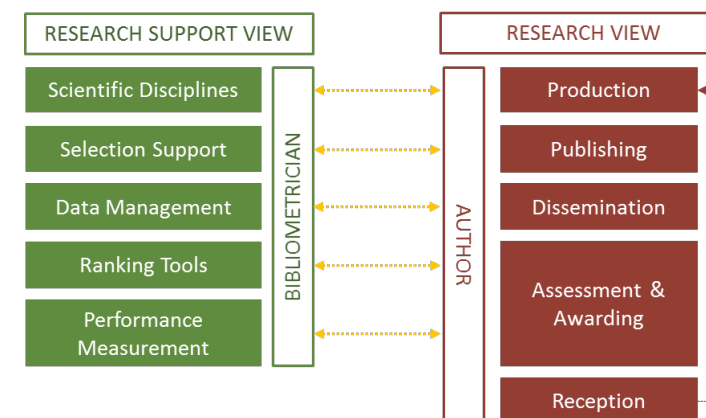 RESEARCH SUPPORT VIEW
Scientific Disciplines
Selection Support
Data Management
Ranking Tools
Performance
Measurement
BIBLIOMETRICIAN
RESEARCH VIEW
AUTHOR
Production
Publishing
Dissemination
Assessment &
Awarding
Reception